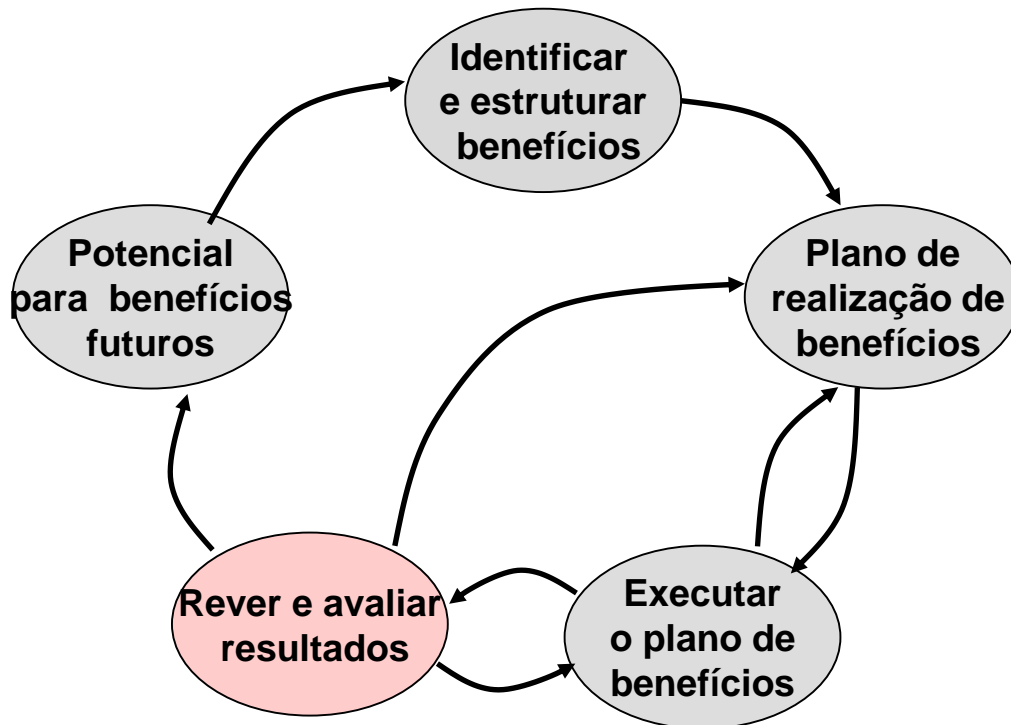 Identificar
e estruturar
benefícios
Potencial
para benefícios
futuros
Plano de
realização de
benefícios
Rever e avaliar
resultados
Executar
o plano de
benefícios